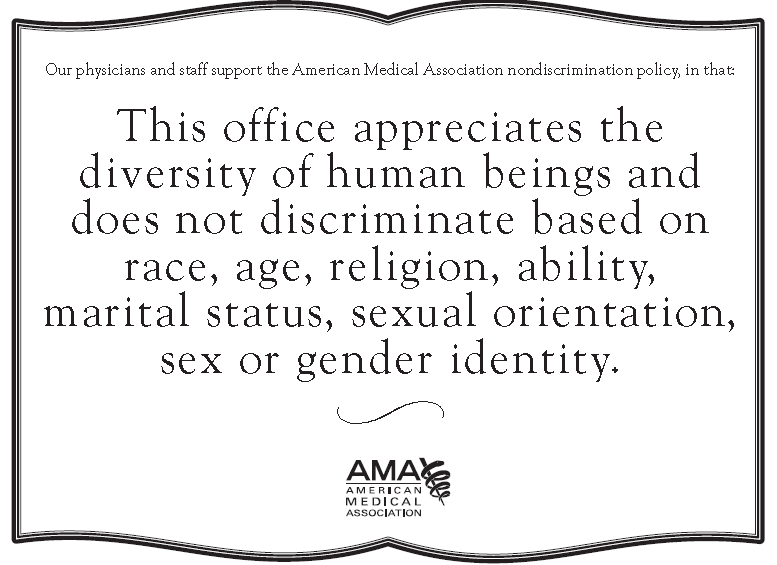 Our physicians and staff support the American Medical Association nondiscrimination policy, in that:
This office appreciates the
diversity of human beings and
does not discriminate based on
race, age, religion, ability,
marital status, sexual orientation,
sex or gender identity.
AMA
AMERICAN
MEDICAL
ASSOCIATION